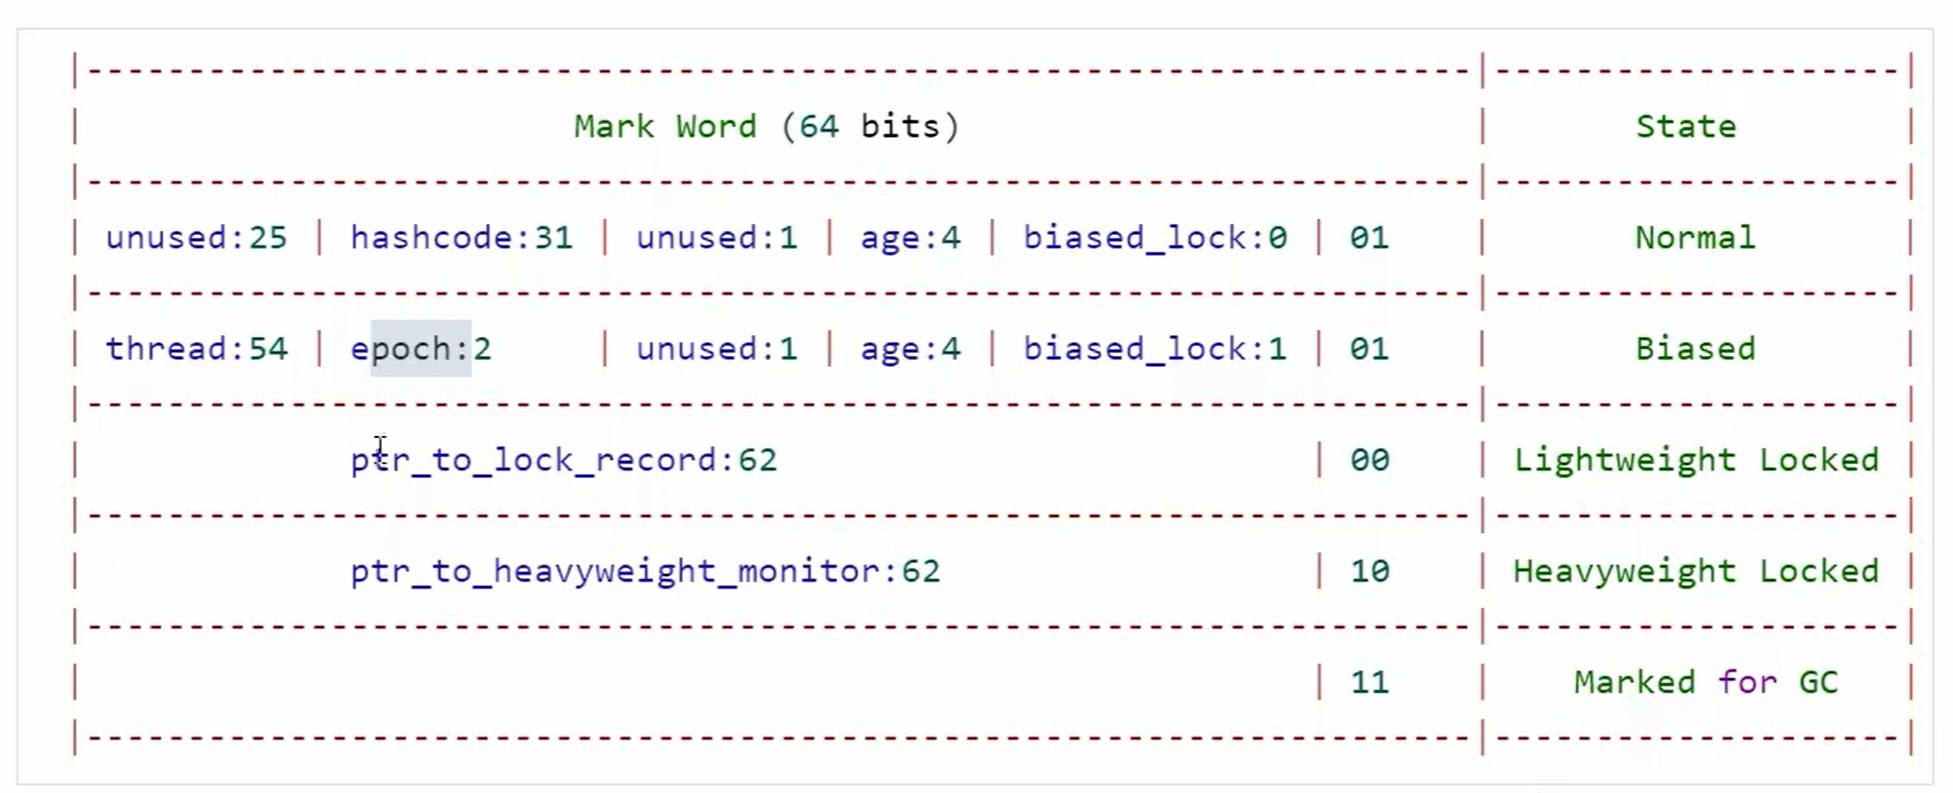 |---------------------------------------------------------------------|--------------------|
| Mark Word (64 bits) | State |
|---------------------------------------------------------------------|--------------------|
| unused:25 | hashcode:31 | unused:1 | age:4 | biased_lock:0 | 01 | Normal |
|---------------------------------------------------------------------|--------------------|
| thread:54 | epoch:2 | unused:1 | age:4 | biased_lock:1 | 01 | Biased |
|---------------------------------------------------------------------|--------------------|
| ptr_to_lock_record:62 | 00 | Lightweight Locked |
|---------------------------------------------------------------------|--------------------|
| ptr_to_heavyweight_monitor:62 | 10 | Heavyweight Locked |
|---------------------------------------------------------------------|--------------------|
| | 11 | Marked for GC |
|---------------------------------------------------------------------|--------------------|